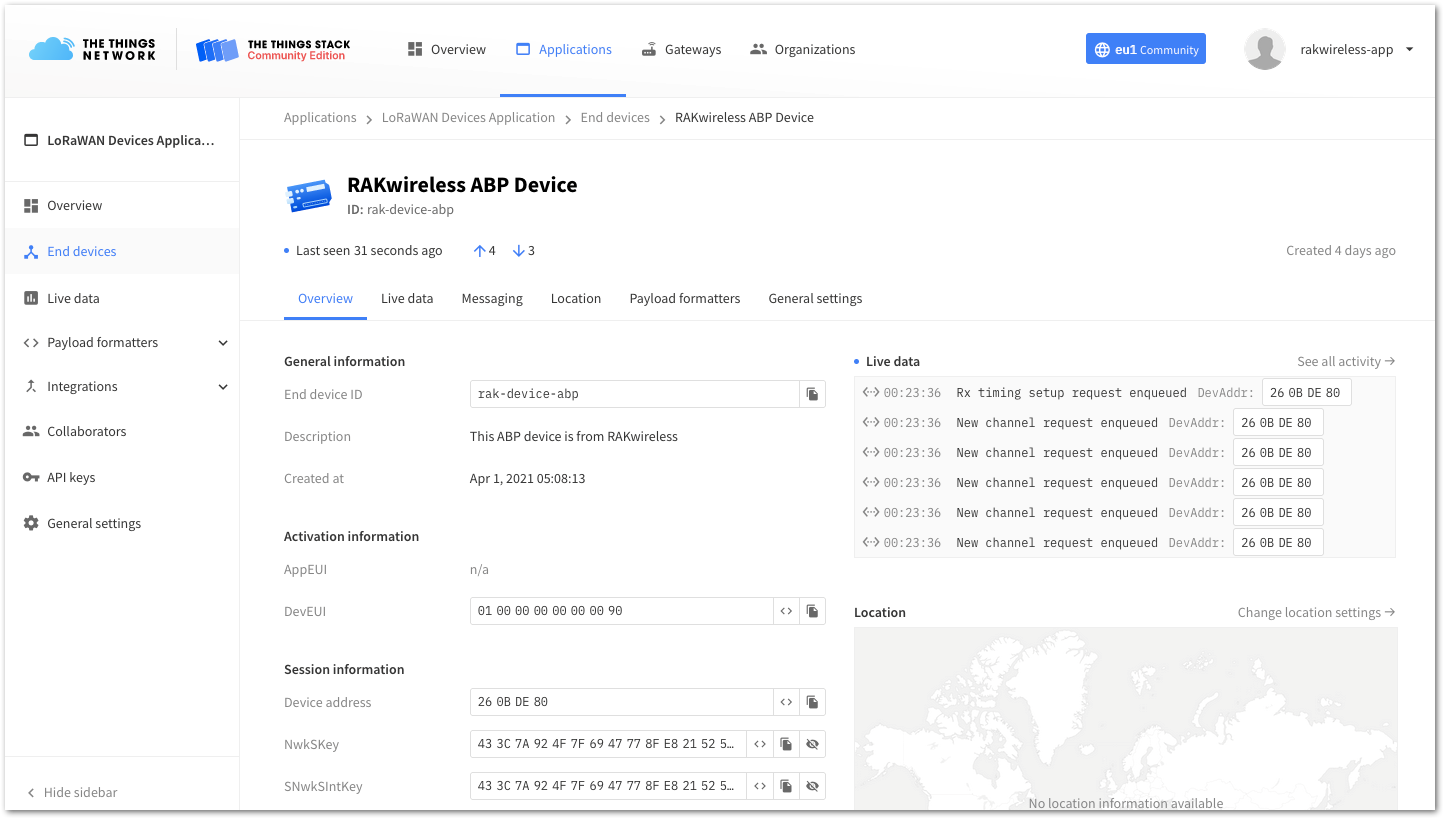 THE THINGS NETWORK
THE THINGS STACK
Community Edition
Overview
Applications
Gateways
Organizations
eu1 Community
rakwireless-app
LoRaWAN Devices Applica...
Overview
End devices
Live data
Payload formatters
Integrations
Collaborators
API keys
General settings
Hide sidebar
Applications > LoRaWAN Devices Application > End devices > RAKwireless ABP Device
RAKwireless ABP Device
ID: rak-device-abp
Last seen 31 seconds ago ↑ 4 ↓ 3
Created 4 days ago
Overview Live data Messaging Location Payload formatters General settings
General information
End device ID rak-device-abp
Description This ABP device is from RAKwireless
Created at Apr 1, 2021 05:08:13
Activation information
AppEUI n/a
DevEUI 01 00 00 00 00 00 00 90
Session information
Device address 26 0B DE 80
NwkSKey 43 3C 7A 92 4F 7F 69 47 77 8F E8 21 52 5...
SNwkSIntKey 43 3C 7A 92 4F 7F 69 47 77 8F E8 21 52 5...
Live data
See all activity →
00:23:36 Rx timing setup request enqueued DevAddr: 26 0B DE 80
00:23:36 New channel request enqueued DevAddr: 26 0B DE 80
00:23:36 New channel request enqueued DevAddr: 26 0B DE 80
00:23:36 New channel request enqueued DevAddr: 26 0B DE 80
00:23:36 New channel request enqueued DevAddr: 26 0B DE 80
00:23:36 New channel request enqueued DevAddr: 26 0B DE 80
Location
Change location settings →
No location information available